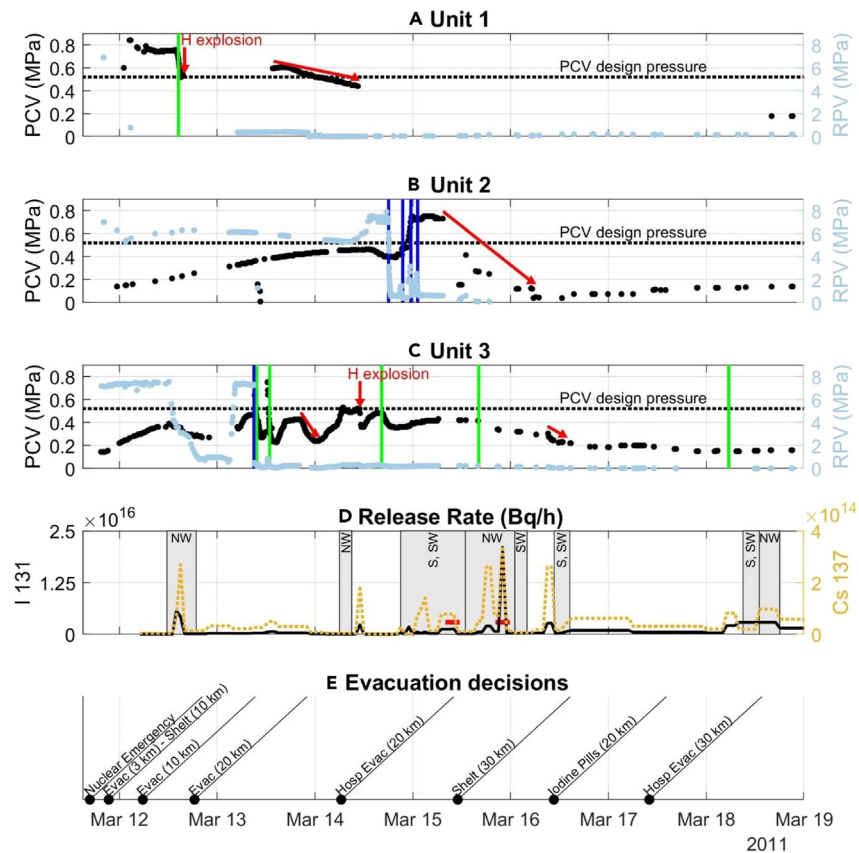 A Unit 1
0.8
0.6
0.4
0.2
0
PCV (MPa)
H explosion
PCV design pressure
8
6
4
2
0
RPV (MPa)
B Unit 2
0.8
0.6
0.4
0.2
0
PCV (MPa)
PCV design pressure
8
6
4
2
0
RPV (MPa)
C Unit 3
0.8
0.6
0.4
0.2
0
PCV (MPa)
H explosion
PCV design pressure
8
6
4
2
0
RPV (MPa)
D Release Rate (Bq/h)
×10¹⁶
2.5
1.25
0
I 131
NW
NW
S, SW
NW
SW
S, SW
S, SW
NW
×10¹⁴
4
2
0
Cs 137
E Evacuation decisions
Nuclear Emergency
Evac (3 km) - Shelt (10 km)
Evac (10 km)
Evac (20 km)
Hosp Evac (20 km)
Shelt (30 km)
Iodine Pills (20 km)
Hosp Evac (30 km)
Mar 12 Mar 13 Mar 14 Mar 15 Mar 16 Mar 17 Mar 18 Mar 19
2011